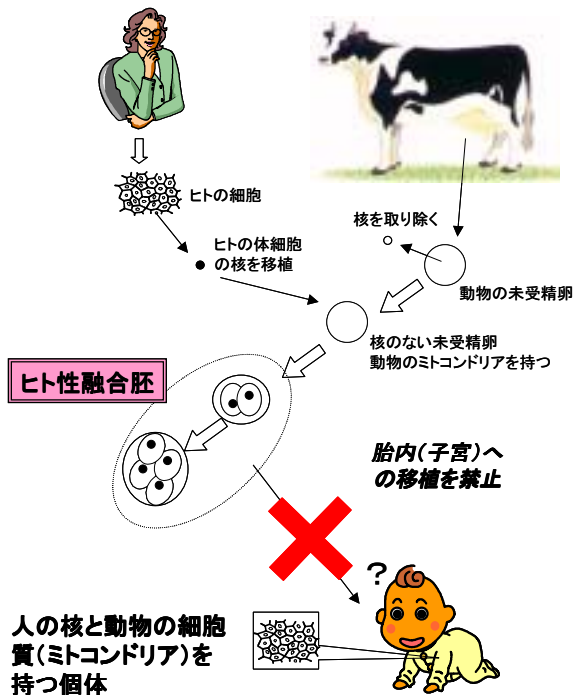 ヒトの細胞
核を取り除く
ヒトの体細胞
の核を移植
動物の未受精卵
核のない未受精卵
動物のミトコンドリアを持つ
ヒト性融合胚
胎内(子宮)へ
の移植を禁止
?
人の核と動物の細胞
質(ミトコンドリア)を
持つ個体